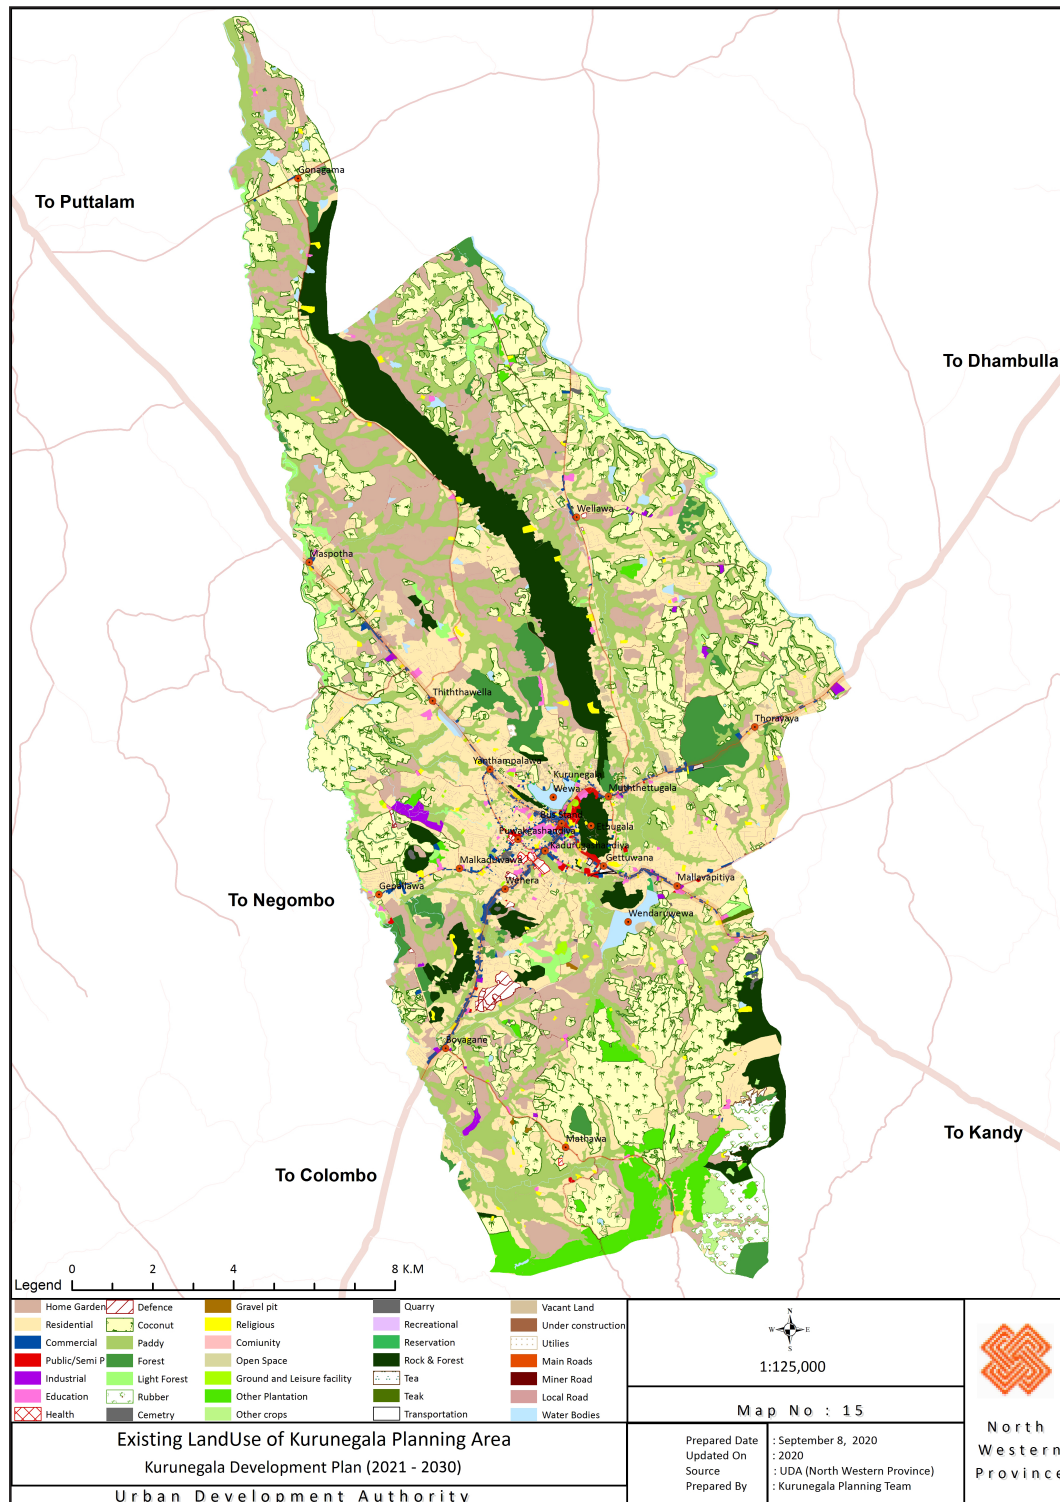 To Puttalam
To Dhambulla
To Negombo
To Colombo
To Kandy
Gonagama
Wellawa
Maspotha
Thiththawella
Thorayaya
Yanthampalawa
Kurunegala
Wewa
Muththettugala
Bus Stand
Etougala
Puwakgashandiya
Kadurugashandiya
Gettuwana
Malkaduwawa
Mallavapitiya
Wehera
Wendaruwewa
Boyagane
Mathawa
0 2 4 8 K.M
Legend
Home Garden
Residential
Commercial
Public/Semi P
Industrial
Education
Health
Defence
Coconut
Paddy
Forest
Light Forest
Rubber
Cemetry
Gravel pit
Religious
Comiunity
Open Space
Ground and Leisure facility
Other Plantation
Other crops
Quarry
Recreational
Reservation
Rock & Forest
Tea
Teak
Transportation
Vacant Land
Under construction
Utilies
Main Roads
Miner Road
Local Road
Water Bodies
N
W E
S
1:125,000
Map No : 15
Existing LandUse of Kurunegala Planning Area
Kurunegala Development Plan (2021 - 2030)
Urban Development Authority
Prepared Date : September 8, 2020
Updated On : 2020
Source : UDA (North Western Province)
Prepared By : Kurunegala Planning Team
North
Western
Province